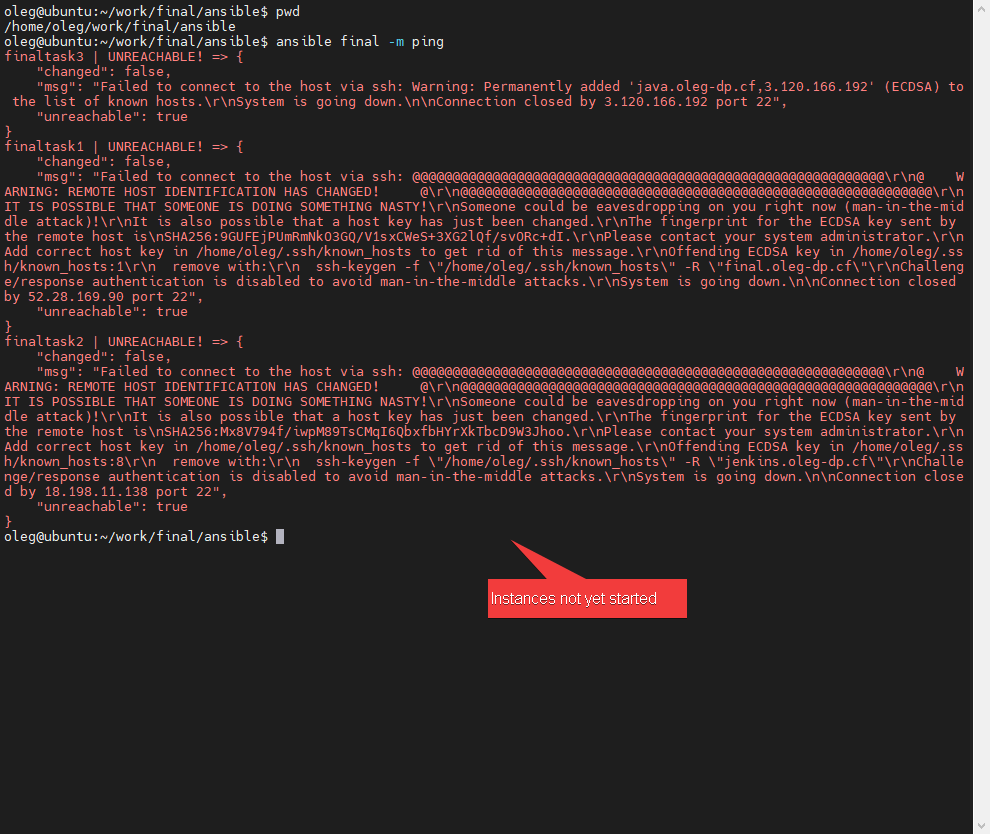 oleg@ubuntu:~/work/final/ansible$ pwd
/home/oleg/work/final/ansible
oleg@ubuntu:~/work/final/ansible$ ansible final -m ping
finaltask3 | UNREACHABLE! => {
    "changed": false,
    "msg": "Failed to connect to the host via ssh: Warning: Permanently added 'java.oleg-dp.cf,3.120.166.192' (ECDSA) to
 the list of known hosts.\r\nSystem is going down.\n\nConnection closed by 3.120.166.192 port 22",
    "unreachable": true
}
finaltask1 | UNREACHABLE! => {
    "changed": false,
    "msg": "Failed to connect to the host via ssh: @@@@@@@@@@@@@@@@@@@@@@@@@@@@@@@@@@@@@@@@@@@@@@@@@@@@@@@@@@@\r\n@    W
ARNING: REMOTE HOST IDENTIFICATION HAS CHANGED!     @\r\n@@@@@@@@@@@@@@@@@@@@@@@@@@@@@@@@@@@@@@@@@@@@@@@@@@@@@@@@@@@\r\n
IT IS POSSIBLE THAT SOMEONE IS DOING SOMETHING NASTY!\r\nSomeone could be eavesdropping on you right now (man-in-the-mid
dle attack)!\r\nIt is also possible that a host key has just been changed.\r\nThe fingerprint for the ECDSA key sent by
the remote host is\nSHA256:9GUFEjPUmRmNkO3GQ/V1sxCWeS+3XG2lQf/svORc+dI.\r\nPlease contact your system administrator.\r\n
Add correct host key in /home/oleg/.ssh/known_hosts to get rid of this message.\r\nOffending ECDSA key in /home/oleg/.ss
h/known_hosts:1\r\n  remove with:\r\n  ssh-keygen -f \"/home/oleg/.ssh/known_hosts\" -R \"final.oleg-dp.cf\"\r\nChalleng
e/response authentication is disabled to avoid man-in-the-middle attacks.\r\nSystem is going down.\n\nConnection closed
by 52.28.169.90 port 22",
    "unreachable": true
}
finaltask2 | UNREACHABLE! => {
    "changed": false,
    "msg": "Failed to connect to the host via ssh: @@@@@@@@@@@@@@@@@@@@@@@@@@@@@@@@@@@@@@@@@@@@@@@@@@@@@@@@@@@\r\n@    W
ARNING: REMOTE HOST IDENTIFICATION HAS CHANGED!     @\r\n@@@@@@@@@@@@@@@@@@@@@@@@@@@@@@@@@@@@@@@@@@@@@@@@@@@@@@@@@@@\r\n
IT IS POSSIBLE THAT SOMEONE IS DOING SOMETHING NASTY!\r\nSomeone could be eavesdropping on you right now (man-in-the-mid
dle attack)!\r\nIt is also possible that a host key has just been changed.\r\nThe fingerprint for the ECDSA key sent by
the remote host is\nSHA256:Mx8V794f/iwpM89TsCMqI6QbxfbHYrXkTbcD9W3Jhoo.\r\nPlease contact your system administrator.\r\n
Add correct host key in /home/oleg/.ssh/known_hosts to get rid of this message.\r\nOffending ECDSA key in /home/oleg/.ss
h/known_hosts:8\r\n  remove with:\r\n  ssh-keygen -f \"/home/oleg/.ssh/known_hosts\" -R \"jenkins.oleg-dp.cf\"\r\nChalle
nge/response authentication is disabled to avoid man-in-the-middle attacks.\r\nSystem is going down.\n\nConnection close
d by 18.198.11.138 port 22",
    "unreachable": true
}
oleg@ubuntu:~/work/final/ansible$
Instances not yet started